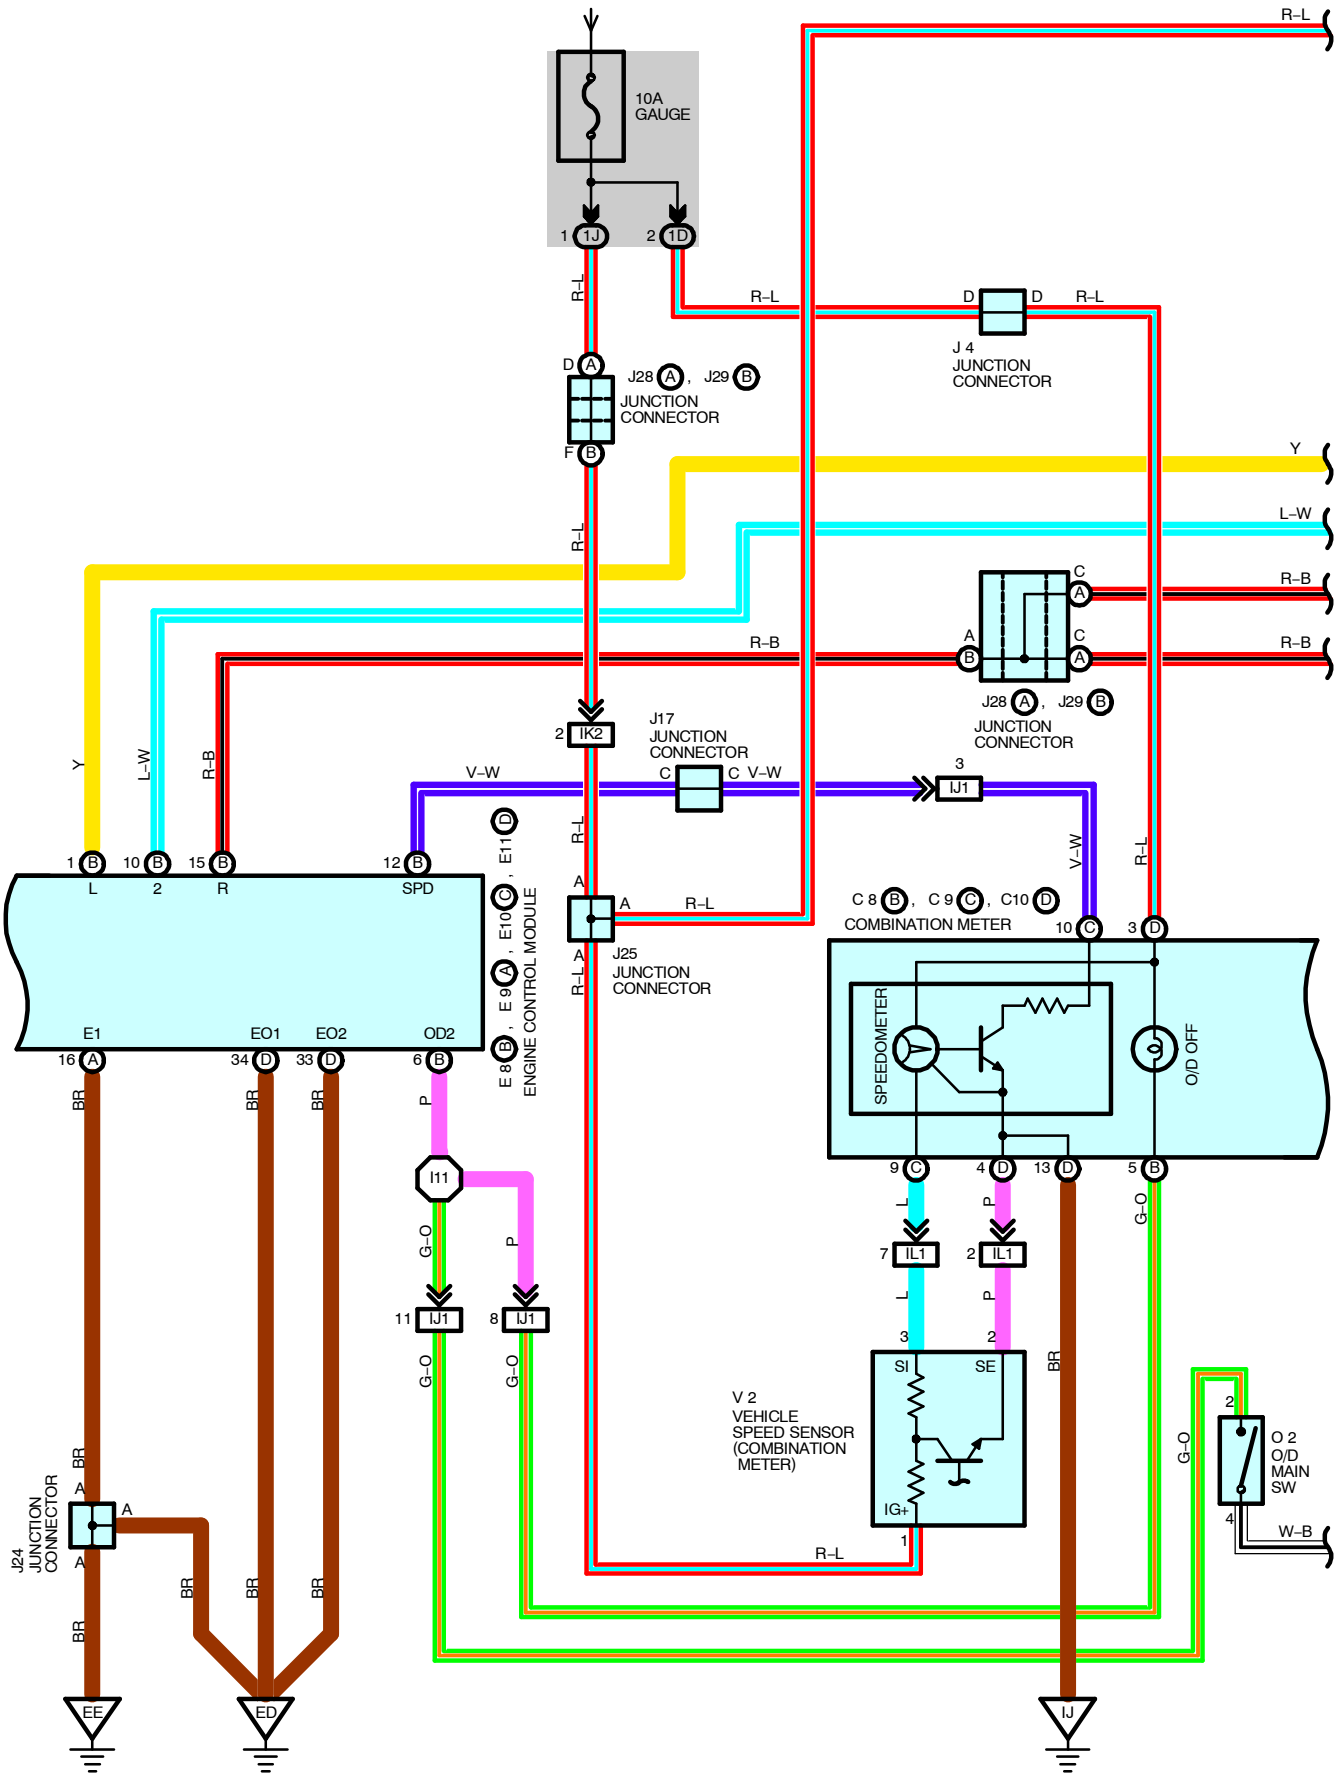 R–L
10A
GAUGE
1 1J 2 1D
R–L
R–L
D D
R–L
J 4
JUNCTION
CONNECTOR
D A
J28 A , J29 B
JUNCTION
CONNECTOR
F B
Y
R–L
L–W
R–B
C
A
R–B
A
B
C
A
R–B
J28 A , J29 B
JUNCTION
CONNECTOR
2 IK2
J17
JUNCTION
CONNECTOR
Y
L–W
R–B
V–W
C C
V–W
3
IJ1
R–L
V–W
R–L
1 B
10 B
15 B
12 B
L
2
R
SPD
E 8 B , E 9 A , E10 C , E11 D
ENGINE CONTROL MODULE
A
A
R–L
A
J25
JUNCTION
CONNECTOR
R–L
C 8 B , C 9 C , C10 D
COMBINATION METER
10 C
3 D
SPEEDOMETER
O/D OFF
E1
EO1
EO2
OD2
16 A
34 D
33 D
6 B
BR
BR
BR
P
I11
9 C
4 D
13 D
5 B
L
P
G–O
G–O
P
7 IL1
2 IL1
L
P
11 IJ1
8 IJ1
3
2
SI
SE
BR
G–O
G–O
V 2
VEHICLE
SPEED SENSOR
(COMBINATION
METER)
IG+
1
2
O 2
O/D
MAIN
SW
4
G–O
W–B
R–L
BR
A
A
A
J24
JUNCTION
CONNECTOR
BR
BR
BR
BR
EE
ED
IJ